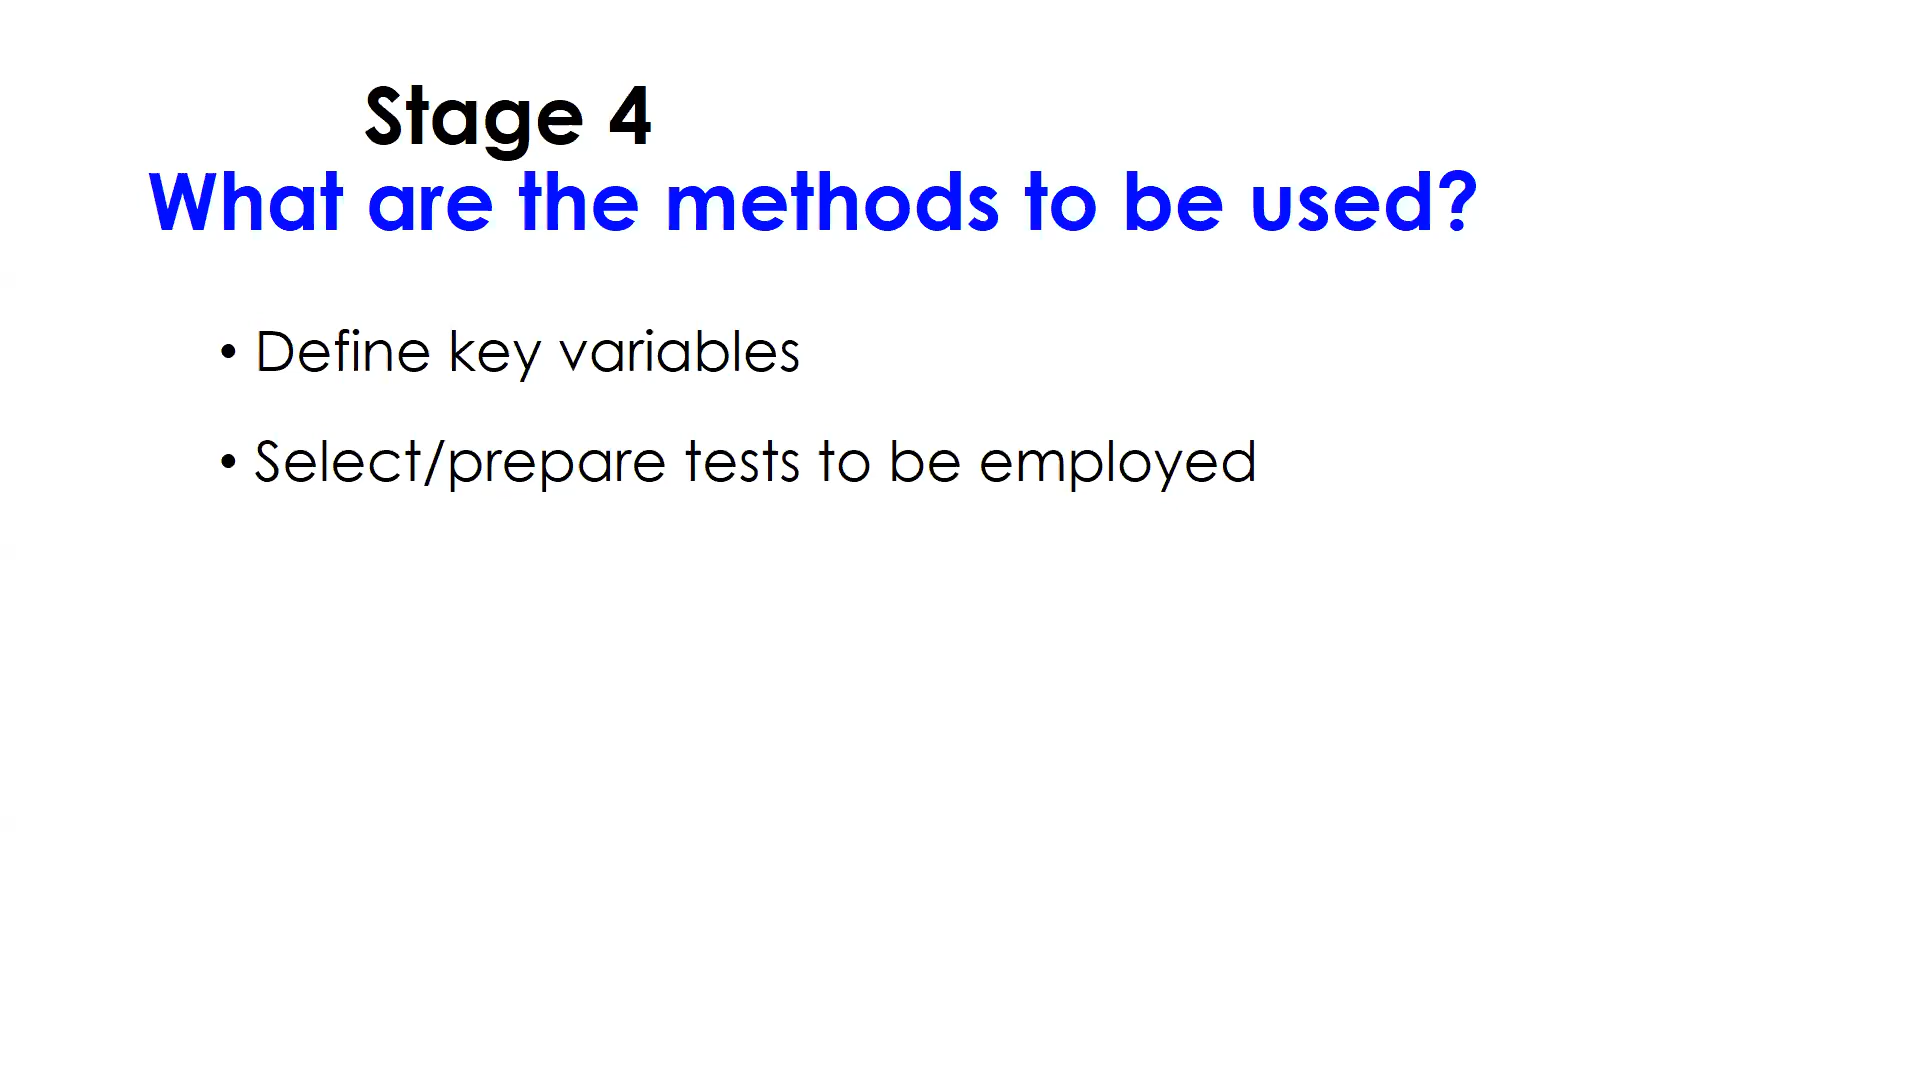 Stage 4
What are the methods to be used?
• Define key variables
• Select/prepare tests to be employed